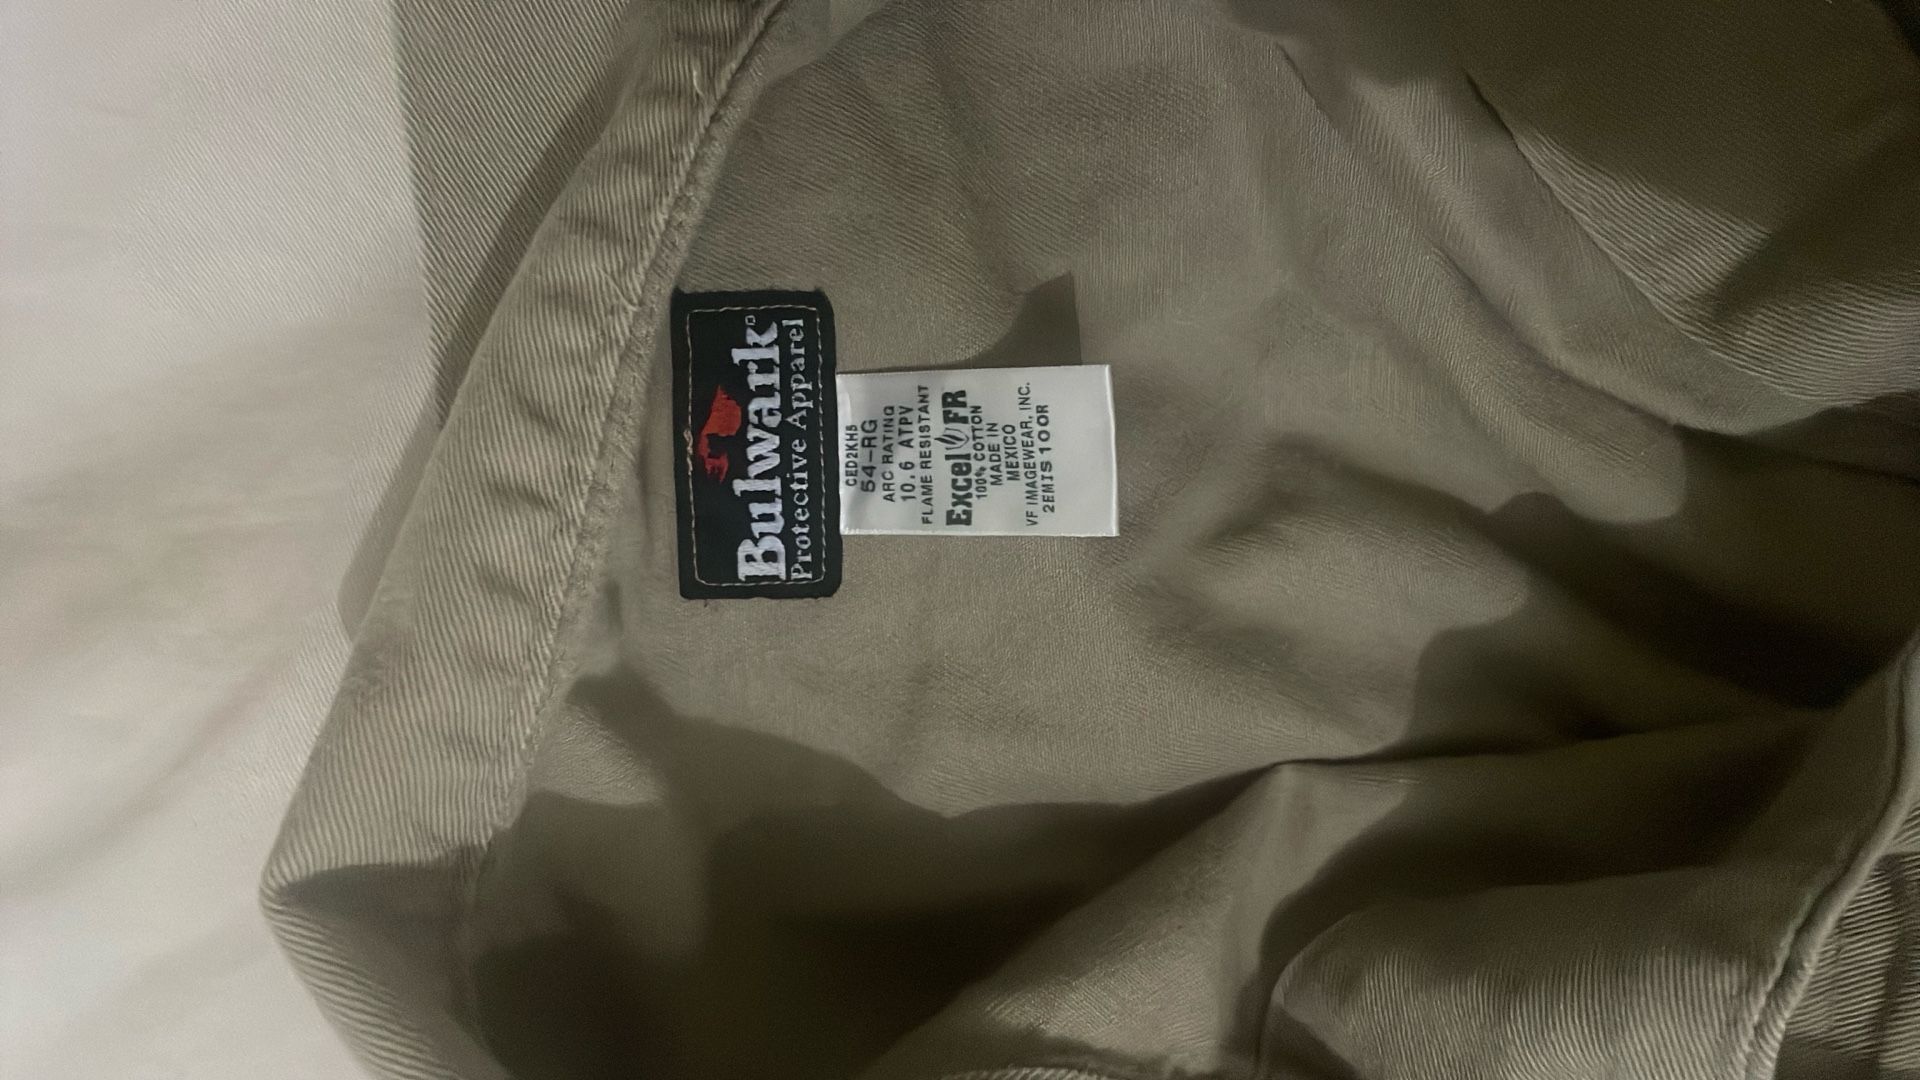 Bulwark
Protective Apparel
CED2KH5
54-RG
ARC RATING
10.6 ATPV
FLAME RESISTANT
EXCel FR
100% COTTON
MADE IN
MEXICO
VF IMAGEWEAR, INC.
2EMIS100R